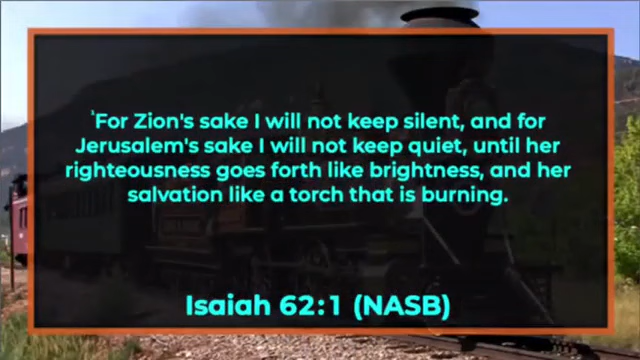 ¹For Zion's sake I will not keep silent, and for
Jerusalem's sake I will not keep quiet, until her
righteousness goes forth like brightness, and her
salvation like a torch that is burning.
Isaiah 62:1 (NASB)